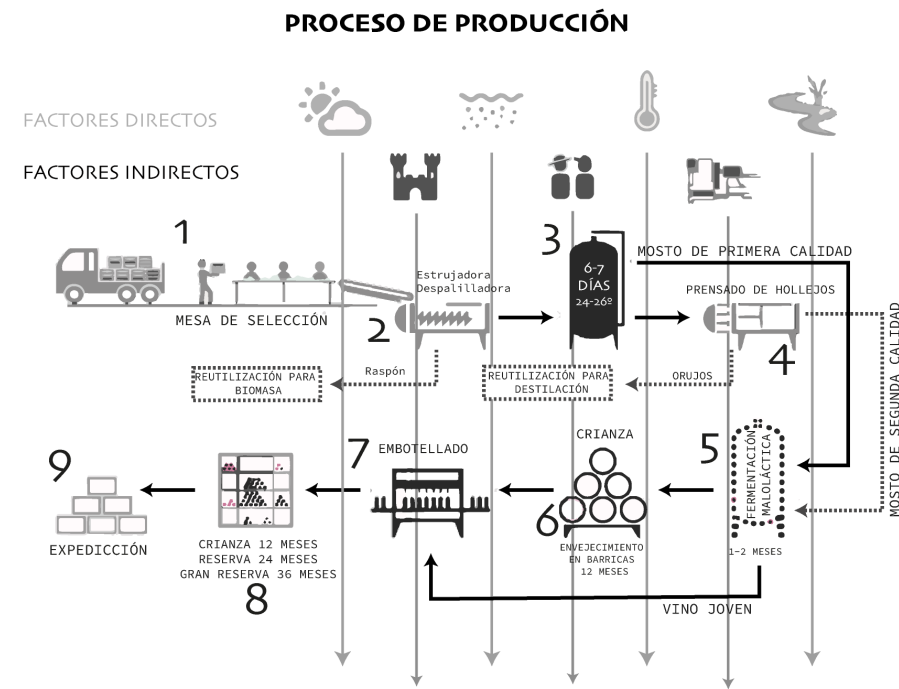 PROCESO DE PRODUCCIÓN
FACTORES DIRECTOS
FACTORES INDIRECTOS
1
MESA DE SELECCIÓN
2
Estrujadora
Despalilladora
3
6-7
DÍAS
24-26º
MOSTO DE PRIMERA CALIDAD
PRENSADO DE HOLLEJOS
4
MOSTO DE SEGUNDA CALIDAD
Raspón
REUTILIZACIÓN PARA
BIOMASA
ORUJOS
REUTILIZACIÓN PARA
DESTILACIÓN
5
FERMENTACIÓN
MALOLÁCTICA
1-2 MESES
CRIANZA
6
ENVEJECIMIENTO
EN BARRICAS
12 MESES
7
EMBOTELLADO
VINO JOVEN
CRIANZA 12 MESES
RESERVA 24 MESES
GRAN RESERVA 36 MESES
8
9
EXPEDICCIÓN